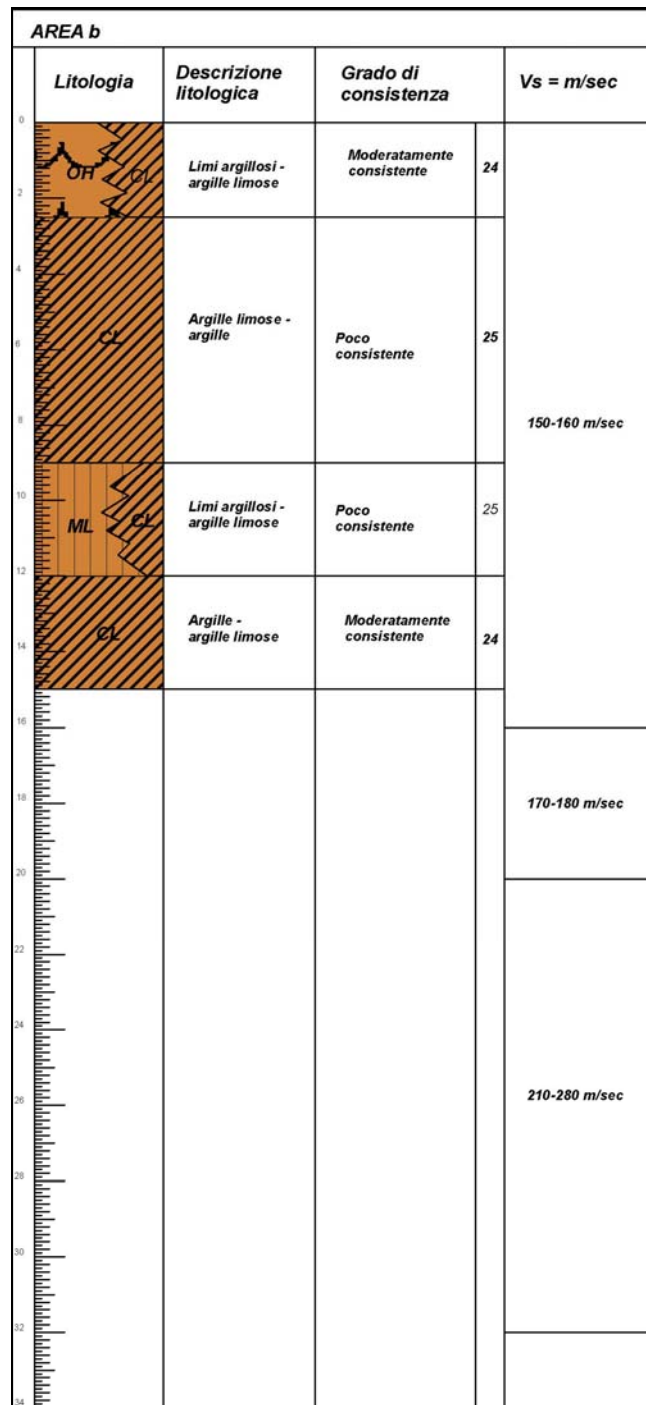 AREA b
Litologia
Descrizione
litologica
Grado di
consistenza
Vs = m/sec
0
OH
CL
Limi argillosi -
argille limose
Moderatamente
consistente
24
2
4
CL
Argille limose -
argille
Poco
consistente
25
6
8
150-160 m/sec
10
ML
CL
Limi argillosi -
argille limose
Poco
consistente
25
12
CL
Argille -
argille limose
Moderatamente
consistente
24
14
16
18
170-180 m/sec
20
22
24
26
210-280 m/sec
28
30
32
34